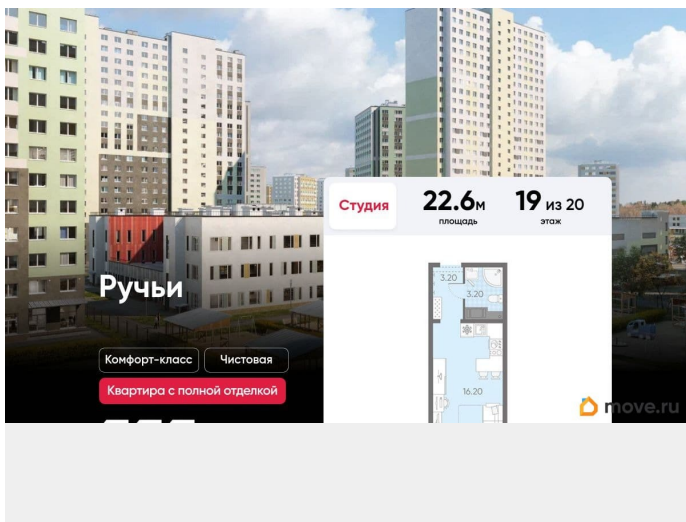 Студия
22.6м
площадь
19 из 20
этаж
Ручьи
3.20
3.20
Комфорт-класс
Чистовая
Квартира с полной отделкой
16.20
move.ru